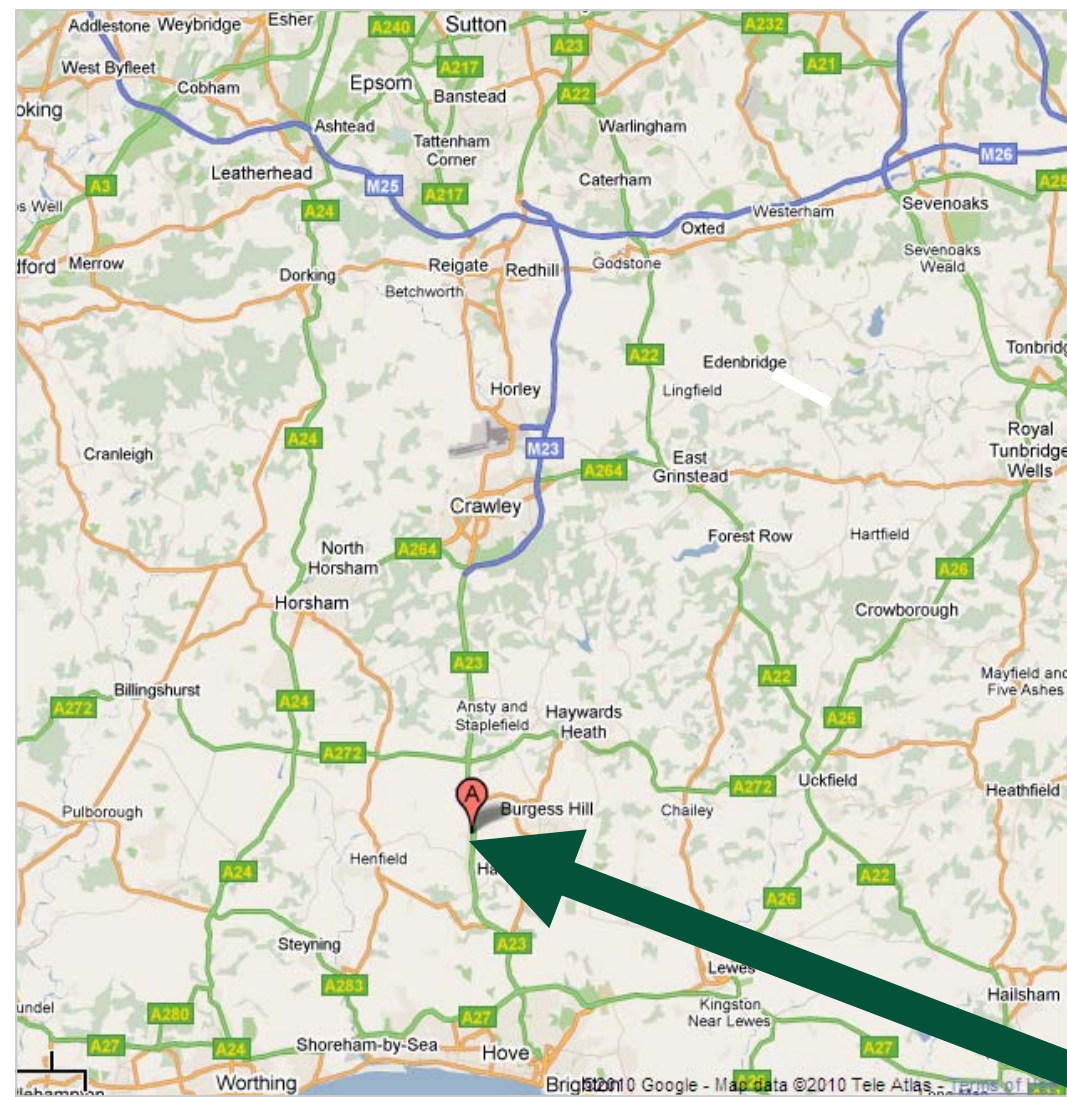 Addlestone
Weybridge
Esher
A240
Sutton
A232
A23
A21
West Byfleet
A217
Cobham
Epsom
Banstead
A22
oking
Ashtead
Tattenham
Corner
Warlingham
M26
Leatherhead
A3
M25
A217
Caterham
A25
s Well
A24
Westerham
Sevenoaks
Oxted
dford
Merrow
Dorking
Reigate
Redhill
Godstone
Sevenoaks
Weald
Betchworth
A22
Edenbridge
Tonbridg
Horley
Lingfield
A24
M23
Royal
Tunbridge
Wells
Cranleigh
A264
East
Grinstead
Crawley
North
Horsham
A264
Forest Row
Hartfield
A26
Horsham
Crowborough
A23
A22
Mayfield and
Five Ashes
Billingshurst
A272
A24
Ansty and
Staplefield
Haywards
Heath
A26
A272
A272
Uckfield
Heathfield
A
Burgess Hill
Pulborough
Chailey
Henfield
Ha
A24
A22
A26
Steyning
A23
Lewes
A283
Hailsham
undel
A280
A27
Kingston
Near Lewes
A27
A24
Shoreham-by-Sea
Hove
A27
Worthing
Brighton
©2010 Google - Map data ©2010 Tele Atlas - Terms of Use